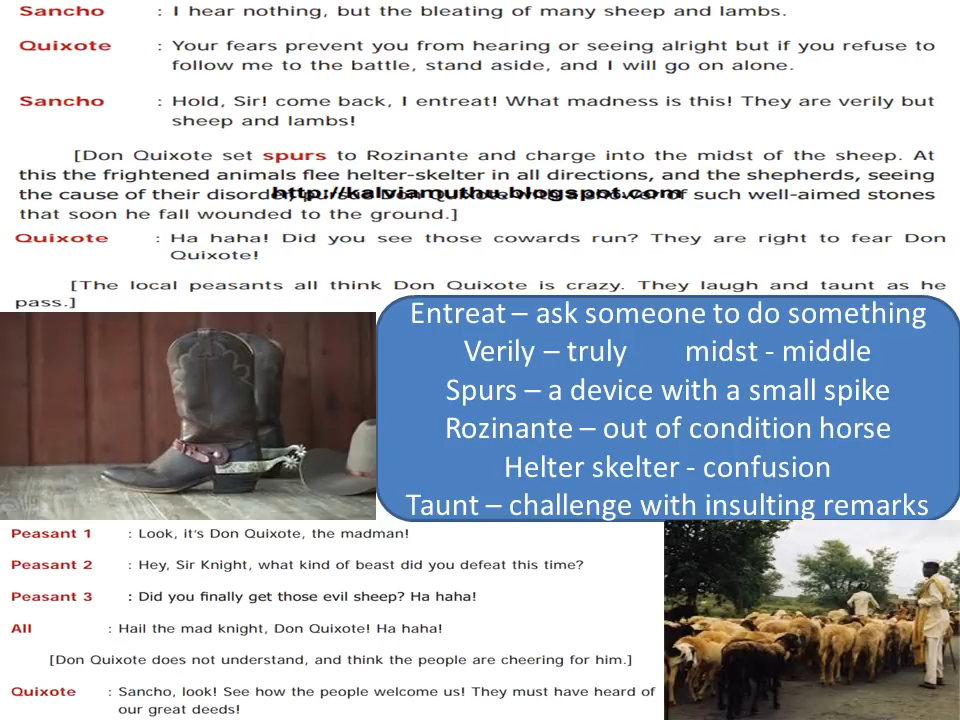 Sancho : I hear nothing, but the bleating of many sheep and lambs.
Quixote : Your fears prevent you from hearing or seeing alright but if you refuse to
follow me to the battle, stand aside, and I will go on alone.
Sancho : Hold, Sir! come back, I entreat! What madness is this! They are verily but
sheep and lambs!
[Don Quixote set spurs to Rozinante and charge into the midst of the sheep. At
this the frightened animals flee helter-skelter in all directions, and the shepherds, seeing
the cause of their disorder, pursue Don Quixote with a shower of such well-aimed stones
http://kalviamuthu.blogspot.com
that soon he fall wounded to the ground.]
Quixote : Ha haha! Did you see those cowards run? They are right to fear Don
Quixote!
[The local peasants all think Don Quixote is crazy. They laugh and taunt as he
pass.]
Entreat – ask someone to do something
Verily – truly midst - middle
Spurs – a device with a small spike
Rozinante – out of condition horse
Helter skelter - confusion
Taunt – challenge with insulting remarks
Peasant 1 : Look, it's Don Quixote, the madman!
Peasant 2 : Hey, Sir Knight, what kind of beast did you defeat this time?
Peasant 3 : Did you finally get those evil sheep? Ha haha!
All : Hail the mad knight, Don Quixote! Ha haha!
[Don Quixote does not understand, and think the people are cheering for him.]
Quixote : Sancho, look! See how the people welcome us! They must have heard of
our great deeds!